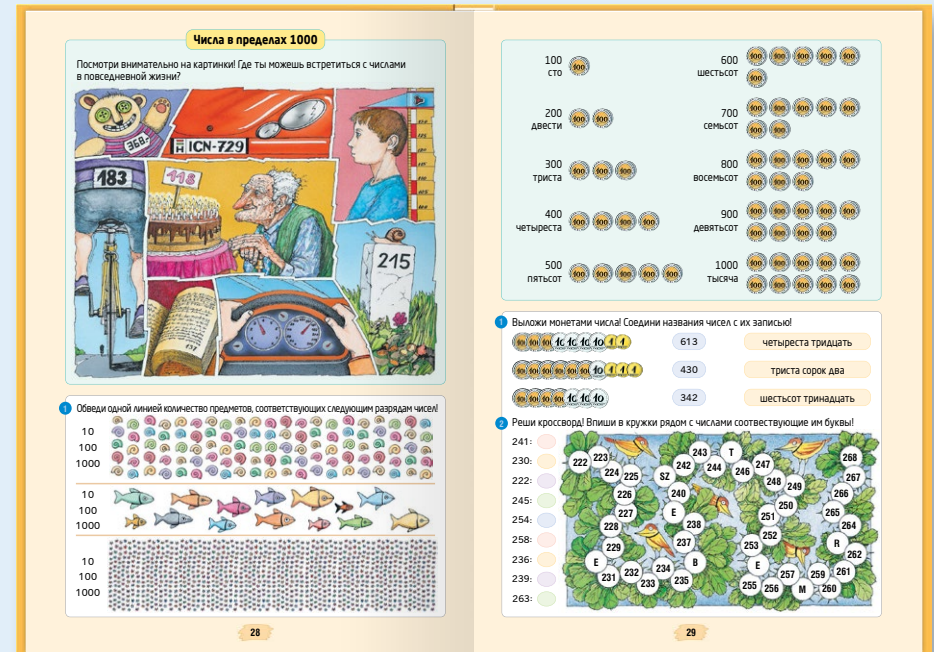 Числа в пределах 1000
Посмотри внимательно на картинки! Где ты можешь встретиться с числами
в повседневной жизни?
368.-
ICN-729
183
118
215
1 Обведи одной линией количество предметов, соответствующих следующим разрядам чисел!
10
100
1000
10
100
1000
10
100
1000
28
100
сто
200
двести
300
триста
400
четыреста
500
пятьсот
600
шестьсот
700
семьсот
800
восемьсот
900
девятьсот
1000
тысяча
1 Выложи монетами числа! Соедини названия чисел с их записью!
613 четыреста тридцать
430 триста сорок два
342 шестьсот тринадцать
2 Реши кроссворд! Впиши в кружки рядом с числами соотвествующие им буквы!
241:
230:
222:
245:
254:
258:
236:
239:
263:
222 223 224 225 226 227 228 229 E 231 232 233 234 235 B 237 238 E 240 SZ 242 243 244 T 246 247 248 249 250 251 252 253 E 255 256 257 M 259 260 261 262 R 264 265 266 267 268
29